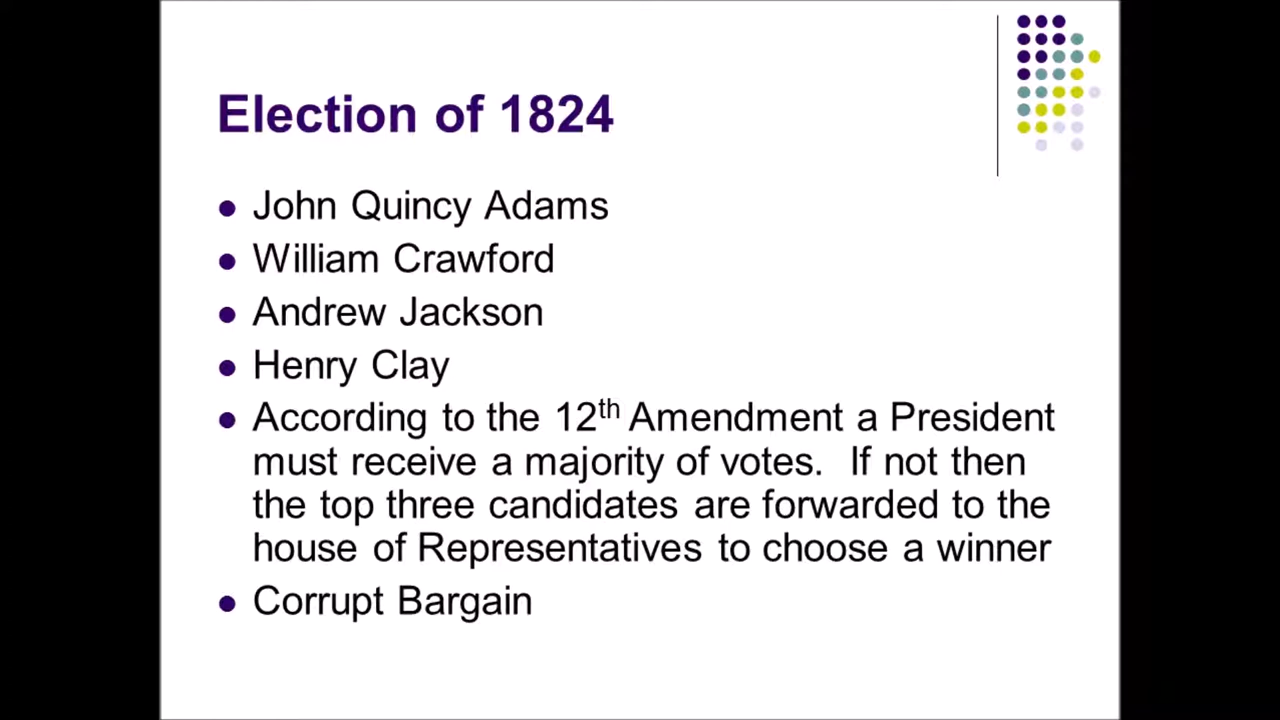 Election of 1824
John Quincy Adams
William Crawford
Andrew Jackson
Henry Clay
According to the 12th Amendment a President
must receive a majority of votes.  If not then
the top three candidates are forwarded to the
house of Representatives to choose a winner
Corrupt Bargain